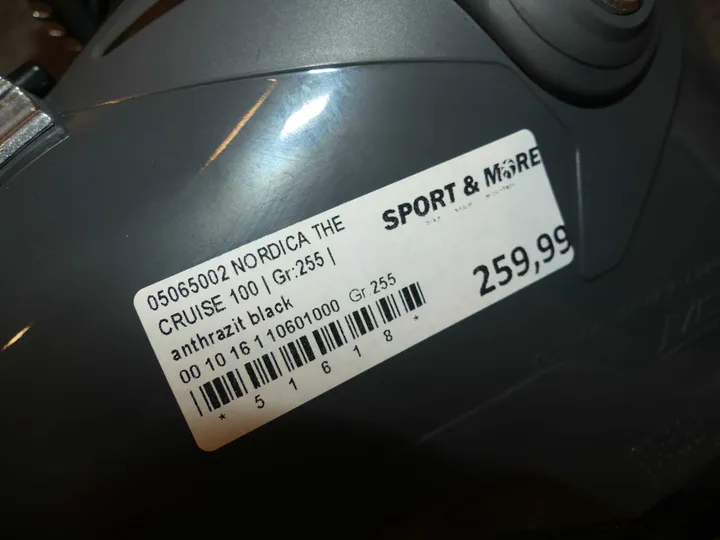 SPORT & MORE
05065002 NORDICA THE
CRUISE 100 | Gr.:255 |
anthrazit black
00 10 16 1 10601000 Gr.255
259,99
* 5 1 6 1 8 *